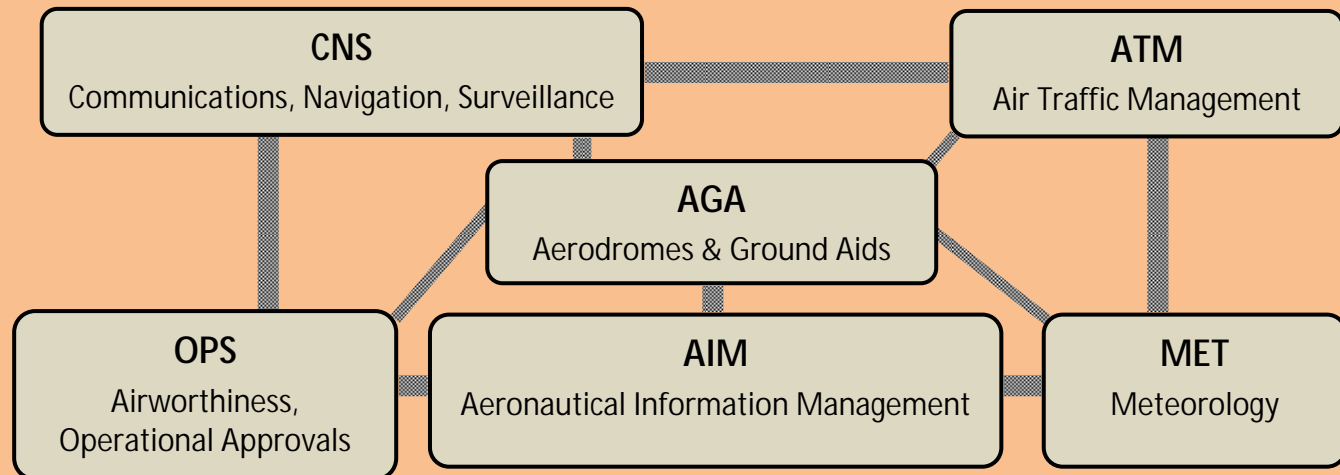 CNS
Communications, Navigation, Surveillance
ATM
Air Traffic Management
AGA
Aerodromes & Ground Aids
OPS
Airworthiness,
Operational Approvals
AIM
Aeronautical Information Management
MET
Meteorology